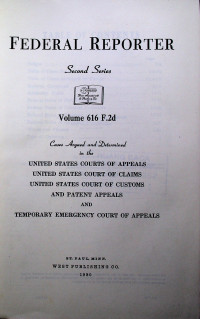 FEDERAL REPORTER
Second Series
Volume 616 F.2d
Cases Argued and Determined
in the
UNITED STATES COURTS OF APPEALS
UNITED STATES COURT OF CLAIMS
UNITED STATES COURT OF CUSTOMS
AND PATENT APPEALS
AND
TEMPORARY EMERGENCY COURT OF APPEALS
ST. PAUL, MINN.
WEST PUBLISHING CO.
1980